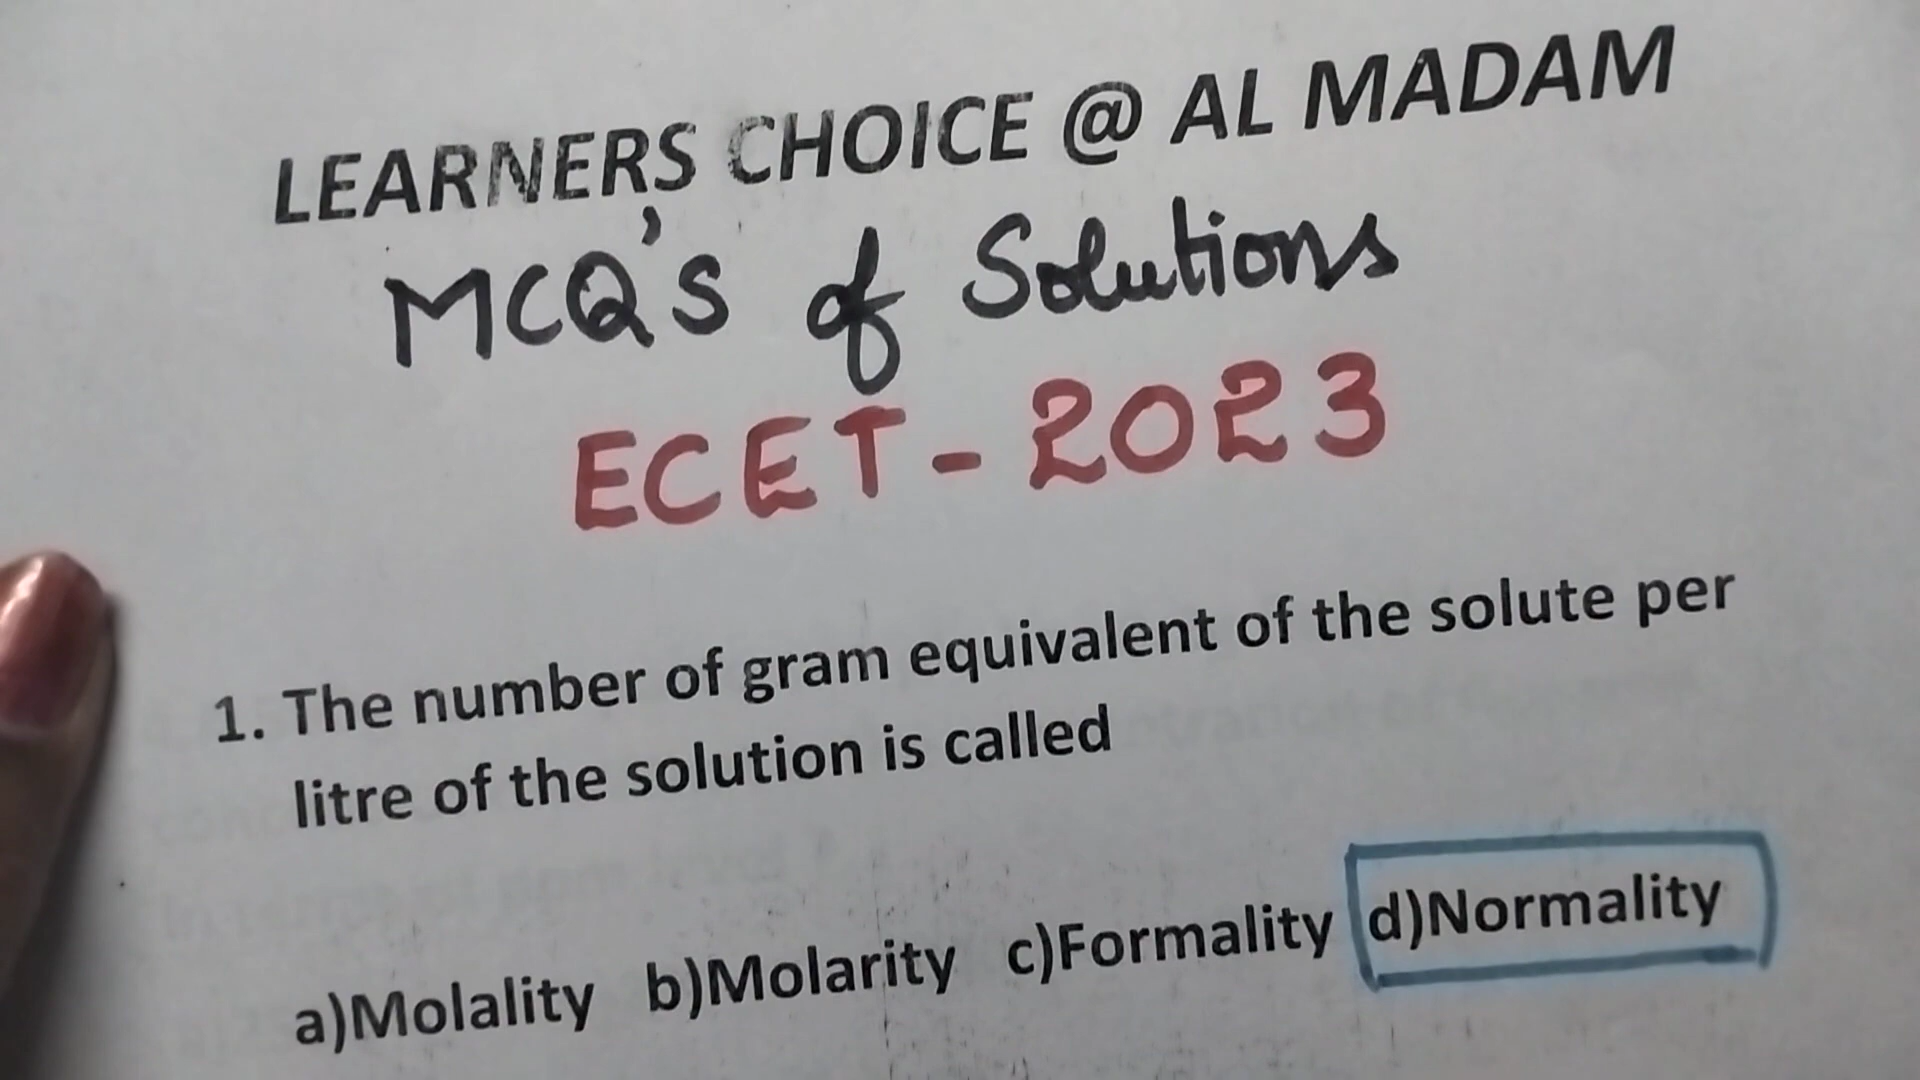 LEARNERS CHOICE @ AL MADAM
MCQ's of Solutions
ECET-2023
1. The number of gram equivalent of the solute per
litre of the solution is called
a)Molality b)Molarity c)Formality d)Normality